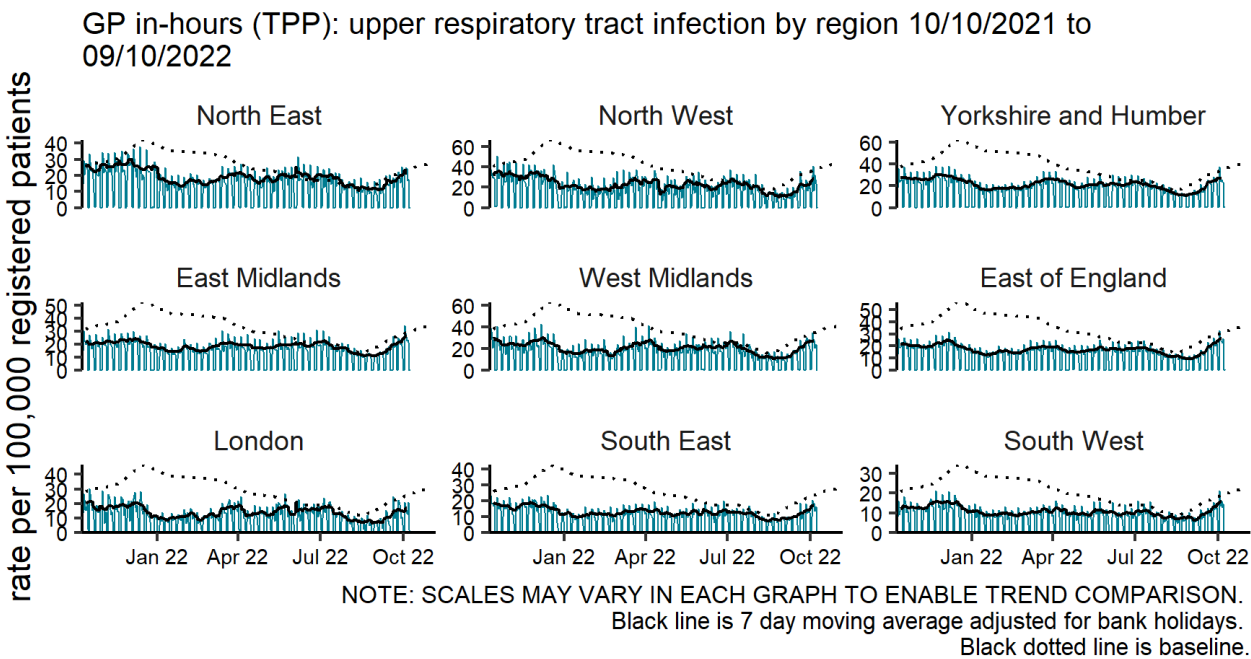 GP in-hours (TPP): upper respiratory tract infection by region 10/10/2021 to
09/10/2022
rate per 100,000 registered patients
North East
40
30
20
10
0
North West
60
40
20
0
Yorkshire and Humber
60
40
20
0
East Midlands
50
40
30
20
10
0
West Midlands
60
40
20
0
East of England
50
40
30
20
10
0
London
40
30
20
10
0
Jan 22 Apr 22 Jul 22 Oct 22
South East
40
30
20
10
0
Jan 22 Apr 22 Jul 22 Oct 22
South West
30
20
10
0
Jan 22 Apr 22 Jul 22 Oct 22
NOTE: SCALES MAY VARY IN EACH GRAPH TO ENABLE TREND COMPARISON.
Black line is 7 day moving average adjusted for bank holidays.
Black dotted line is baseline.